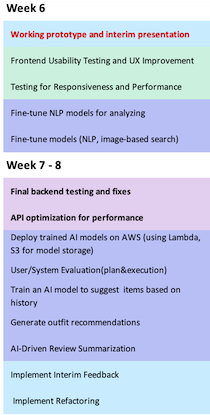 Week 6
Working prototype and interim presentation
Frontend Usability Testing and UX Improvement
Testing for Responsiveness and Performance
Fine-tune NLP models for analyzing
Fine-tune models (NLP, image-based search)
Week 7 - 8
Final backend testing and fixes
API optimization for performance
Deploy trained AI models on AWS (using Lambda,
S3 for model storage)
User/System Evaluation(plan&execution)
Train an AI model to suggest  items based on
history
Generate outfit recommendations
AI-Driven Review Summarization
Implement Interim Feedback
Implement Refactoring